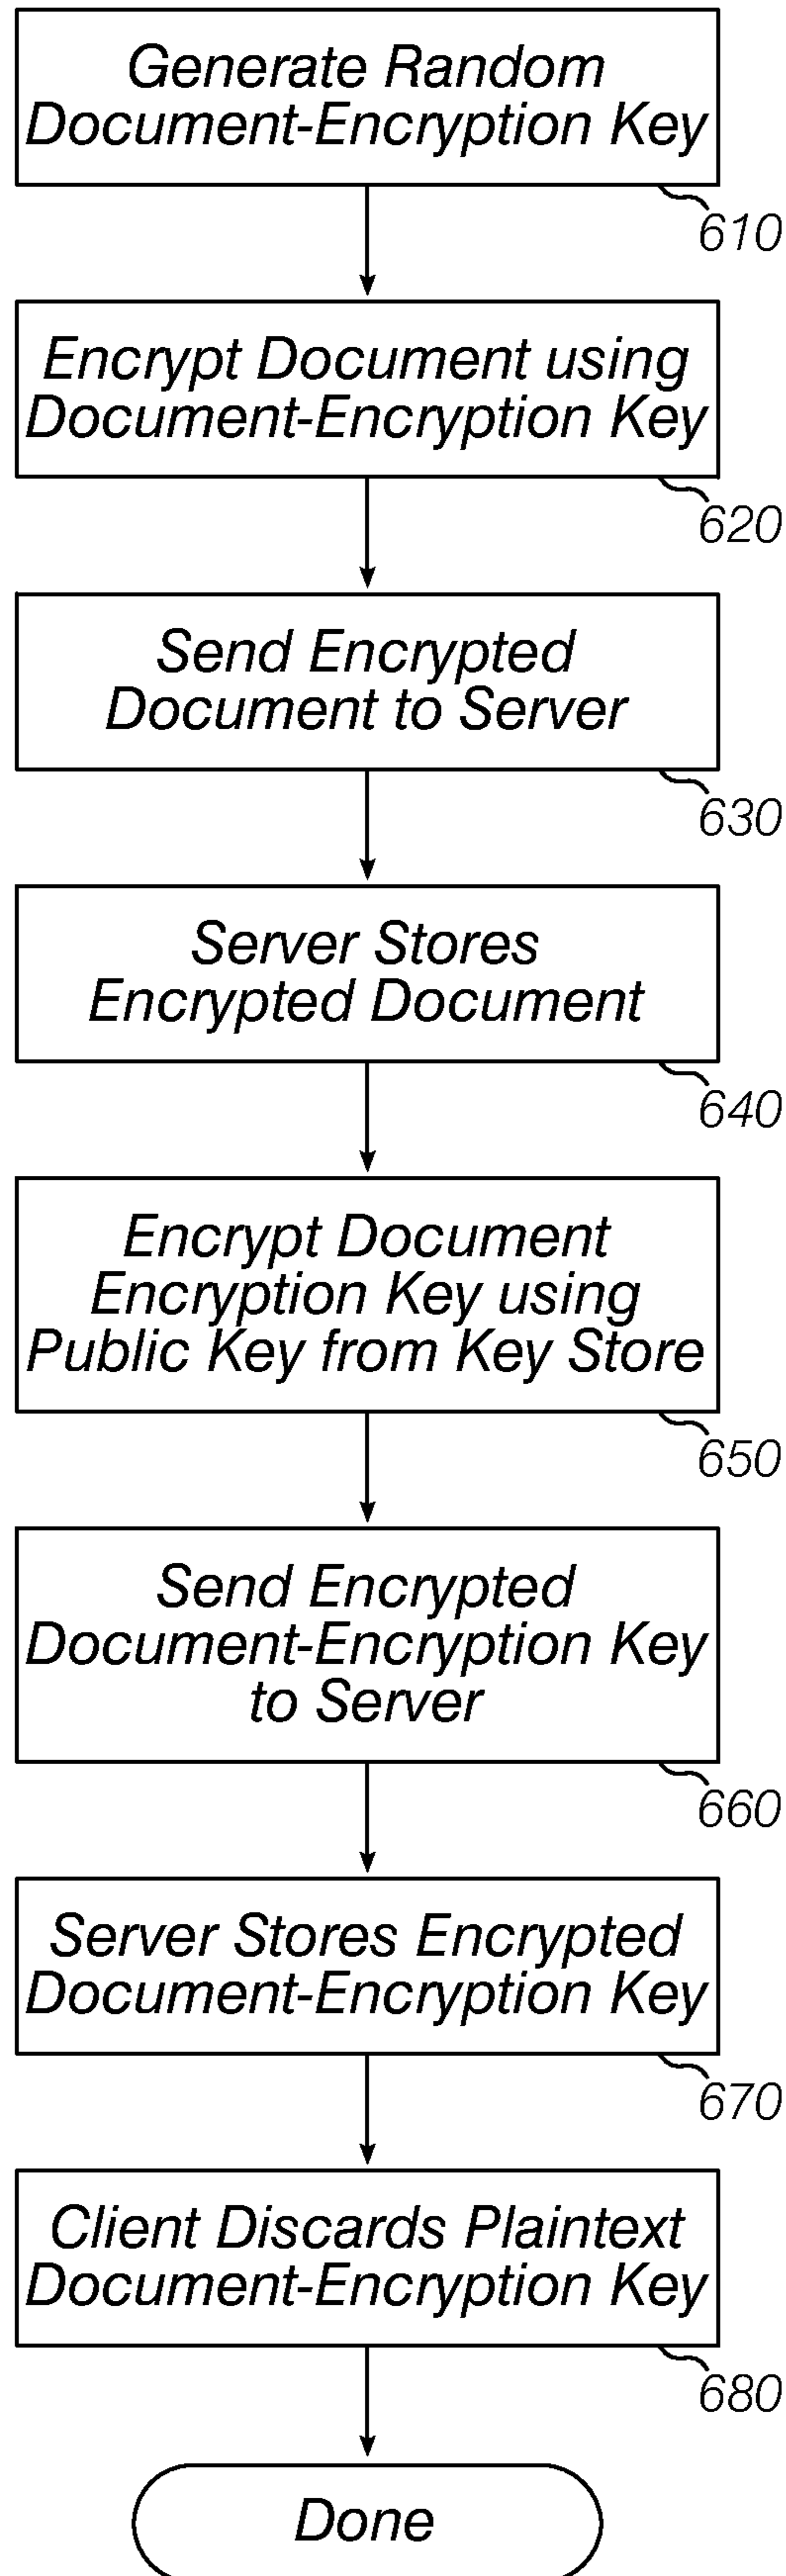 Generate Random
Document-Encryption Key
610
Encrypt Document using
Document-Encryption Key
620
Send Encrypted
Document to Server
630
Server Stores
Encrypted Document
640
Encrypt Document
Encryption Key using
Public Key from Key Store
650
Send Encrypted
Document-Encryption Key
to Server
660
Server Stores Encrypted
Document-Encryption Key
670
Client Discards Plaintext
Document-Encryption Key
680
Done